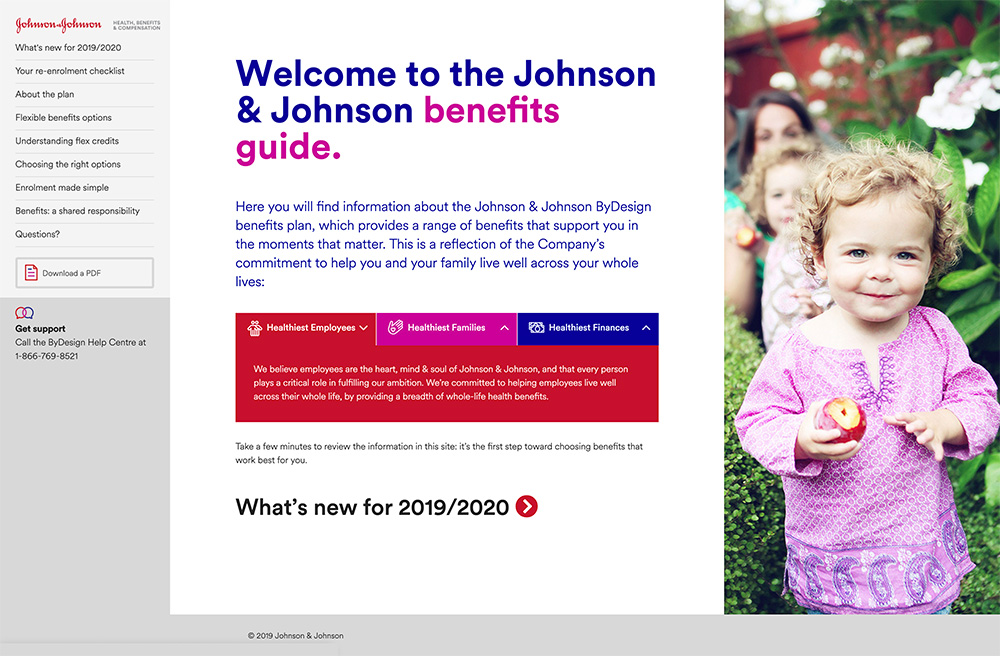 Johnson & Johnson
HEALTH, BENEFITS
& COMPENSATION
What's new for 2019/2020
Your re-enrolment checklist
About the plan
Flexible benefits options
Understanding flex credits
Choosing the right options
Enrolment made simple
Benefits: a shared responsibility
Questions?
Download a PDF
Get support
Call the ByDesign Help Centre at
1-866-769-8521
Welcome to the Johnson
& Johnson benefits
guide.
Here you will find information about the Johnson & Johnson ByDesign
benefits plan, which provides a range of benefits that support you in
the moments that matter. This is a reflection of the Company's
commitment to help you and your family live well across your whole
lives:
Healthiest Employees
Healthiest Families
Healthiest Finances
We believe employees are the heart, mind & soul of Johnson & Johnson, and that every person
plays a critical role in fulfilling our ambition. We're committed to helping employees live well
across their whole life, by providing a breadth of whole-life health benefits.
Take a few minutes to review the information in this site: it's the first step toward choosing benefits that
work best for you.
What's new for 2019/2020
© 2019 Johnson & Johnson